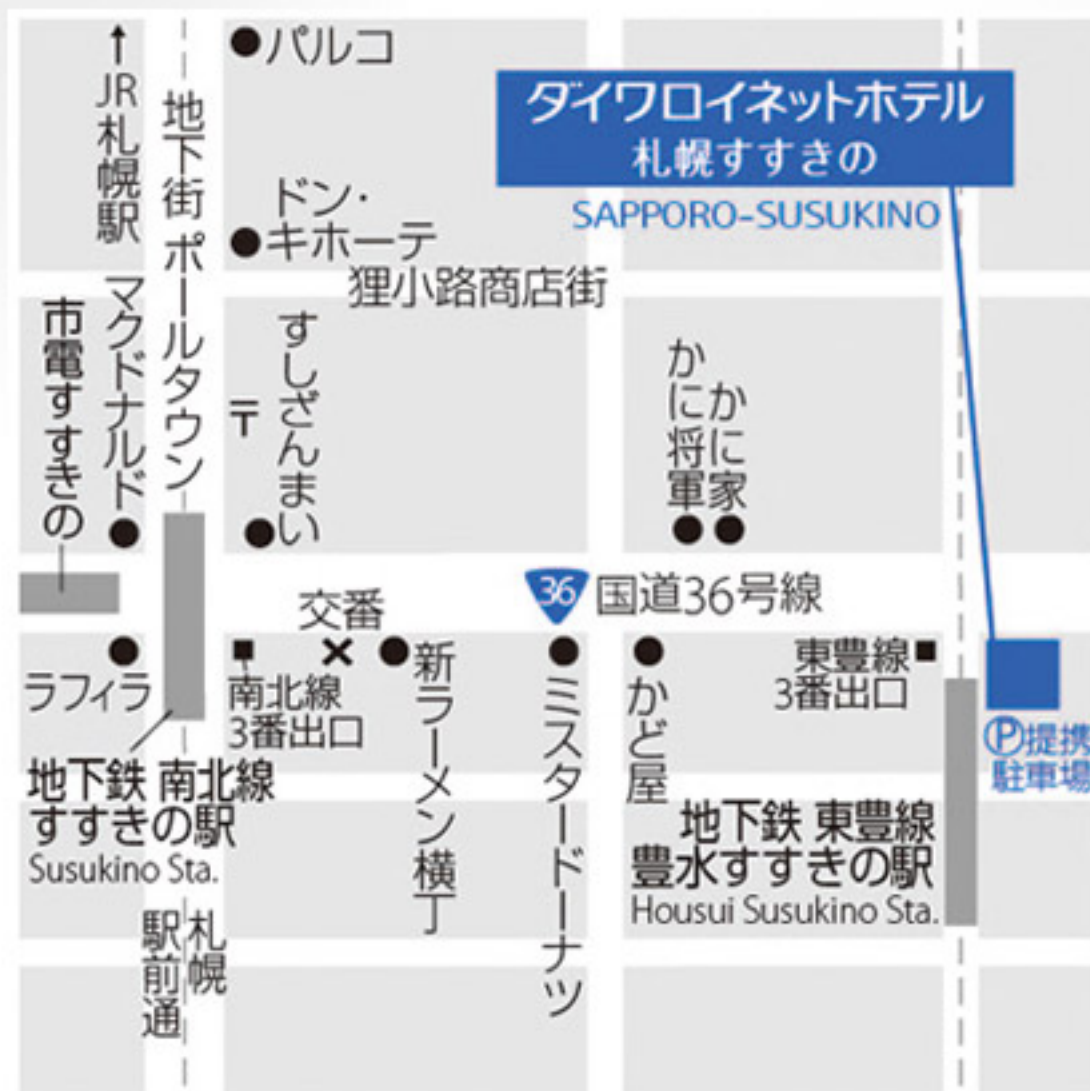 ↑JR札幌駅
地下街 ポールタウン
パルコ
ダイワロイネットホテル
札幌すすきの
SAPPORO-SUSUKINO
ドン・
キホーテ
狸小路商店街
市電すすきの
マクドナルド
〒
すしざんまい
かに将軍
かに家
交番
36
国道36号線
ラフィラ
南北線
3番出口
新ラーメン横丁
ミスタードーナツ
かど屋
東豊線
3番出口
Ⓟ提携
駐車場
地下鉄 南北線
すすきの駅
Susukino Sta.
地下鉄 東豊線
豊水すすきの駅
Housui Susukino Sta.
札幌
駅前通